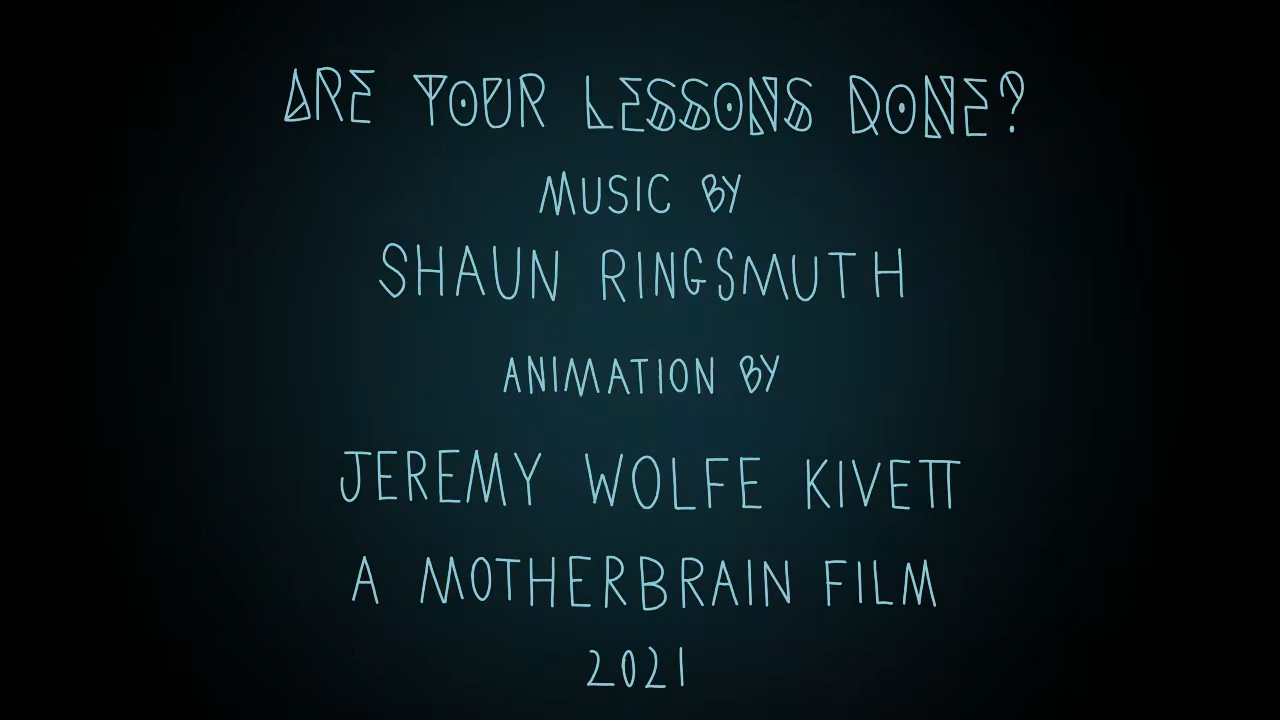 ARE YOUR LESSONS DONE?
MUSIC BY
SHAUN RINGSMUTH
ANIMATION BY
JEREMY WOLFE KIVETT
A MOTHERBRAIN FILM
2021